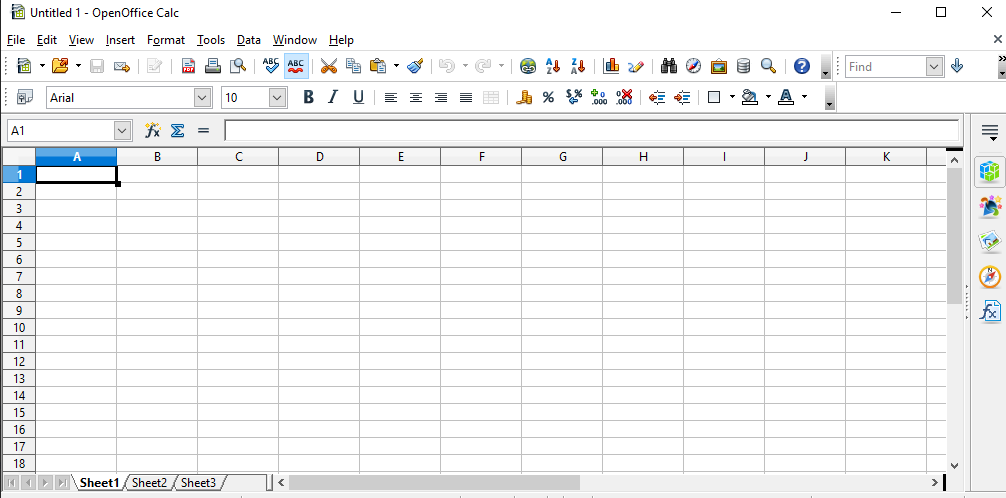 Untitled 1 - OpenOffice Calc
File Edit View Insert Format Tools Data Window Help
ABC ABC Find
Arial 10 B I U
A1
A B C D E F G H I J K
1
2
3
4
5
6
7
8
9
10
11
12
13
14
15
16
17
18
Sheet1 Sheet2 Sheet3